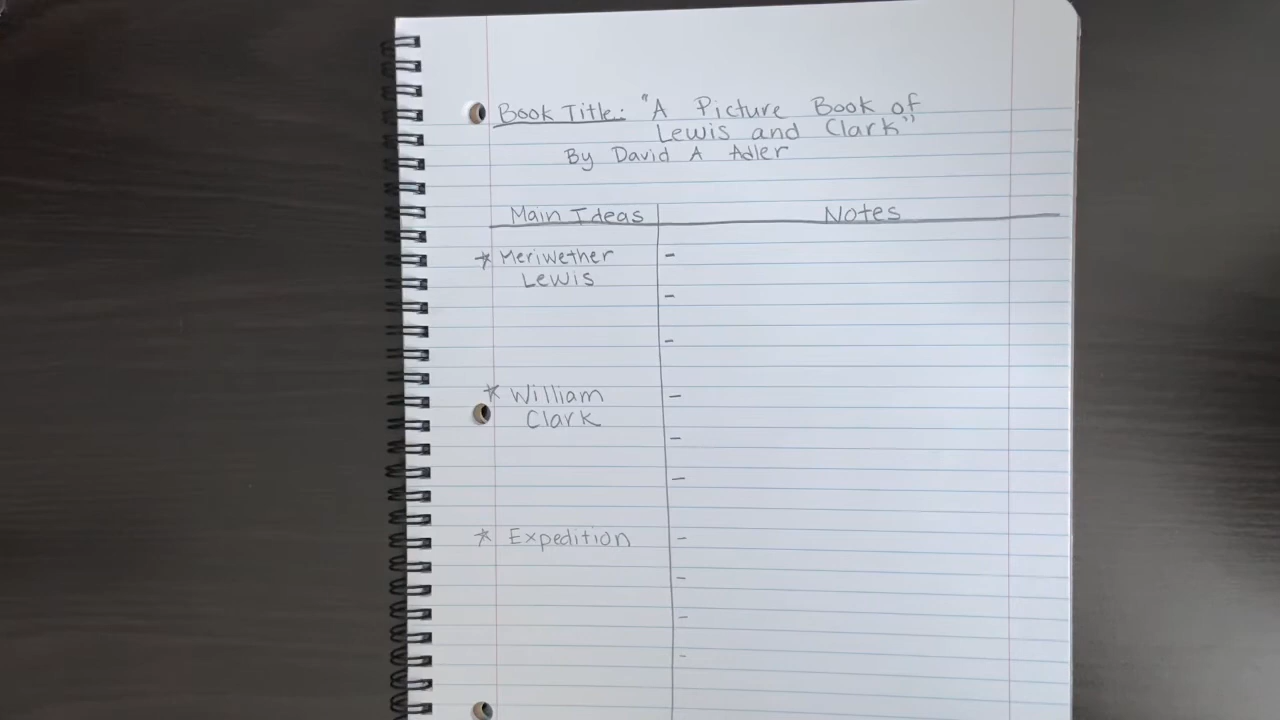 Book Title: "A Picture Book of
Lewis and Clark"
By David A Adler
Main Ideas Notes
* Meriwether -
Lewis
-
-
* William -
Clark
-
-
* Expedition -
-
-
-